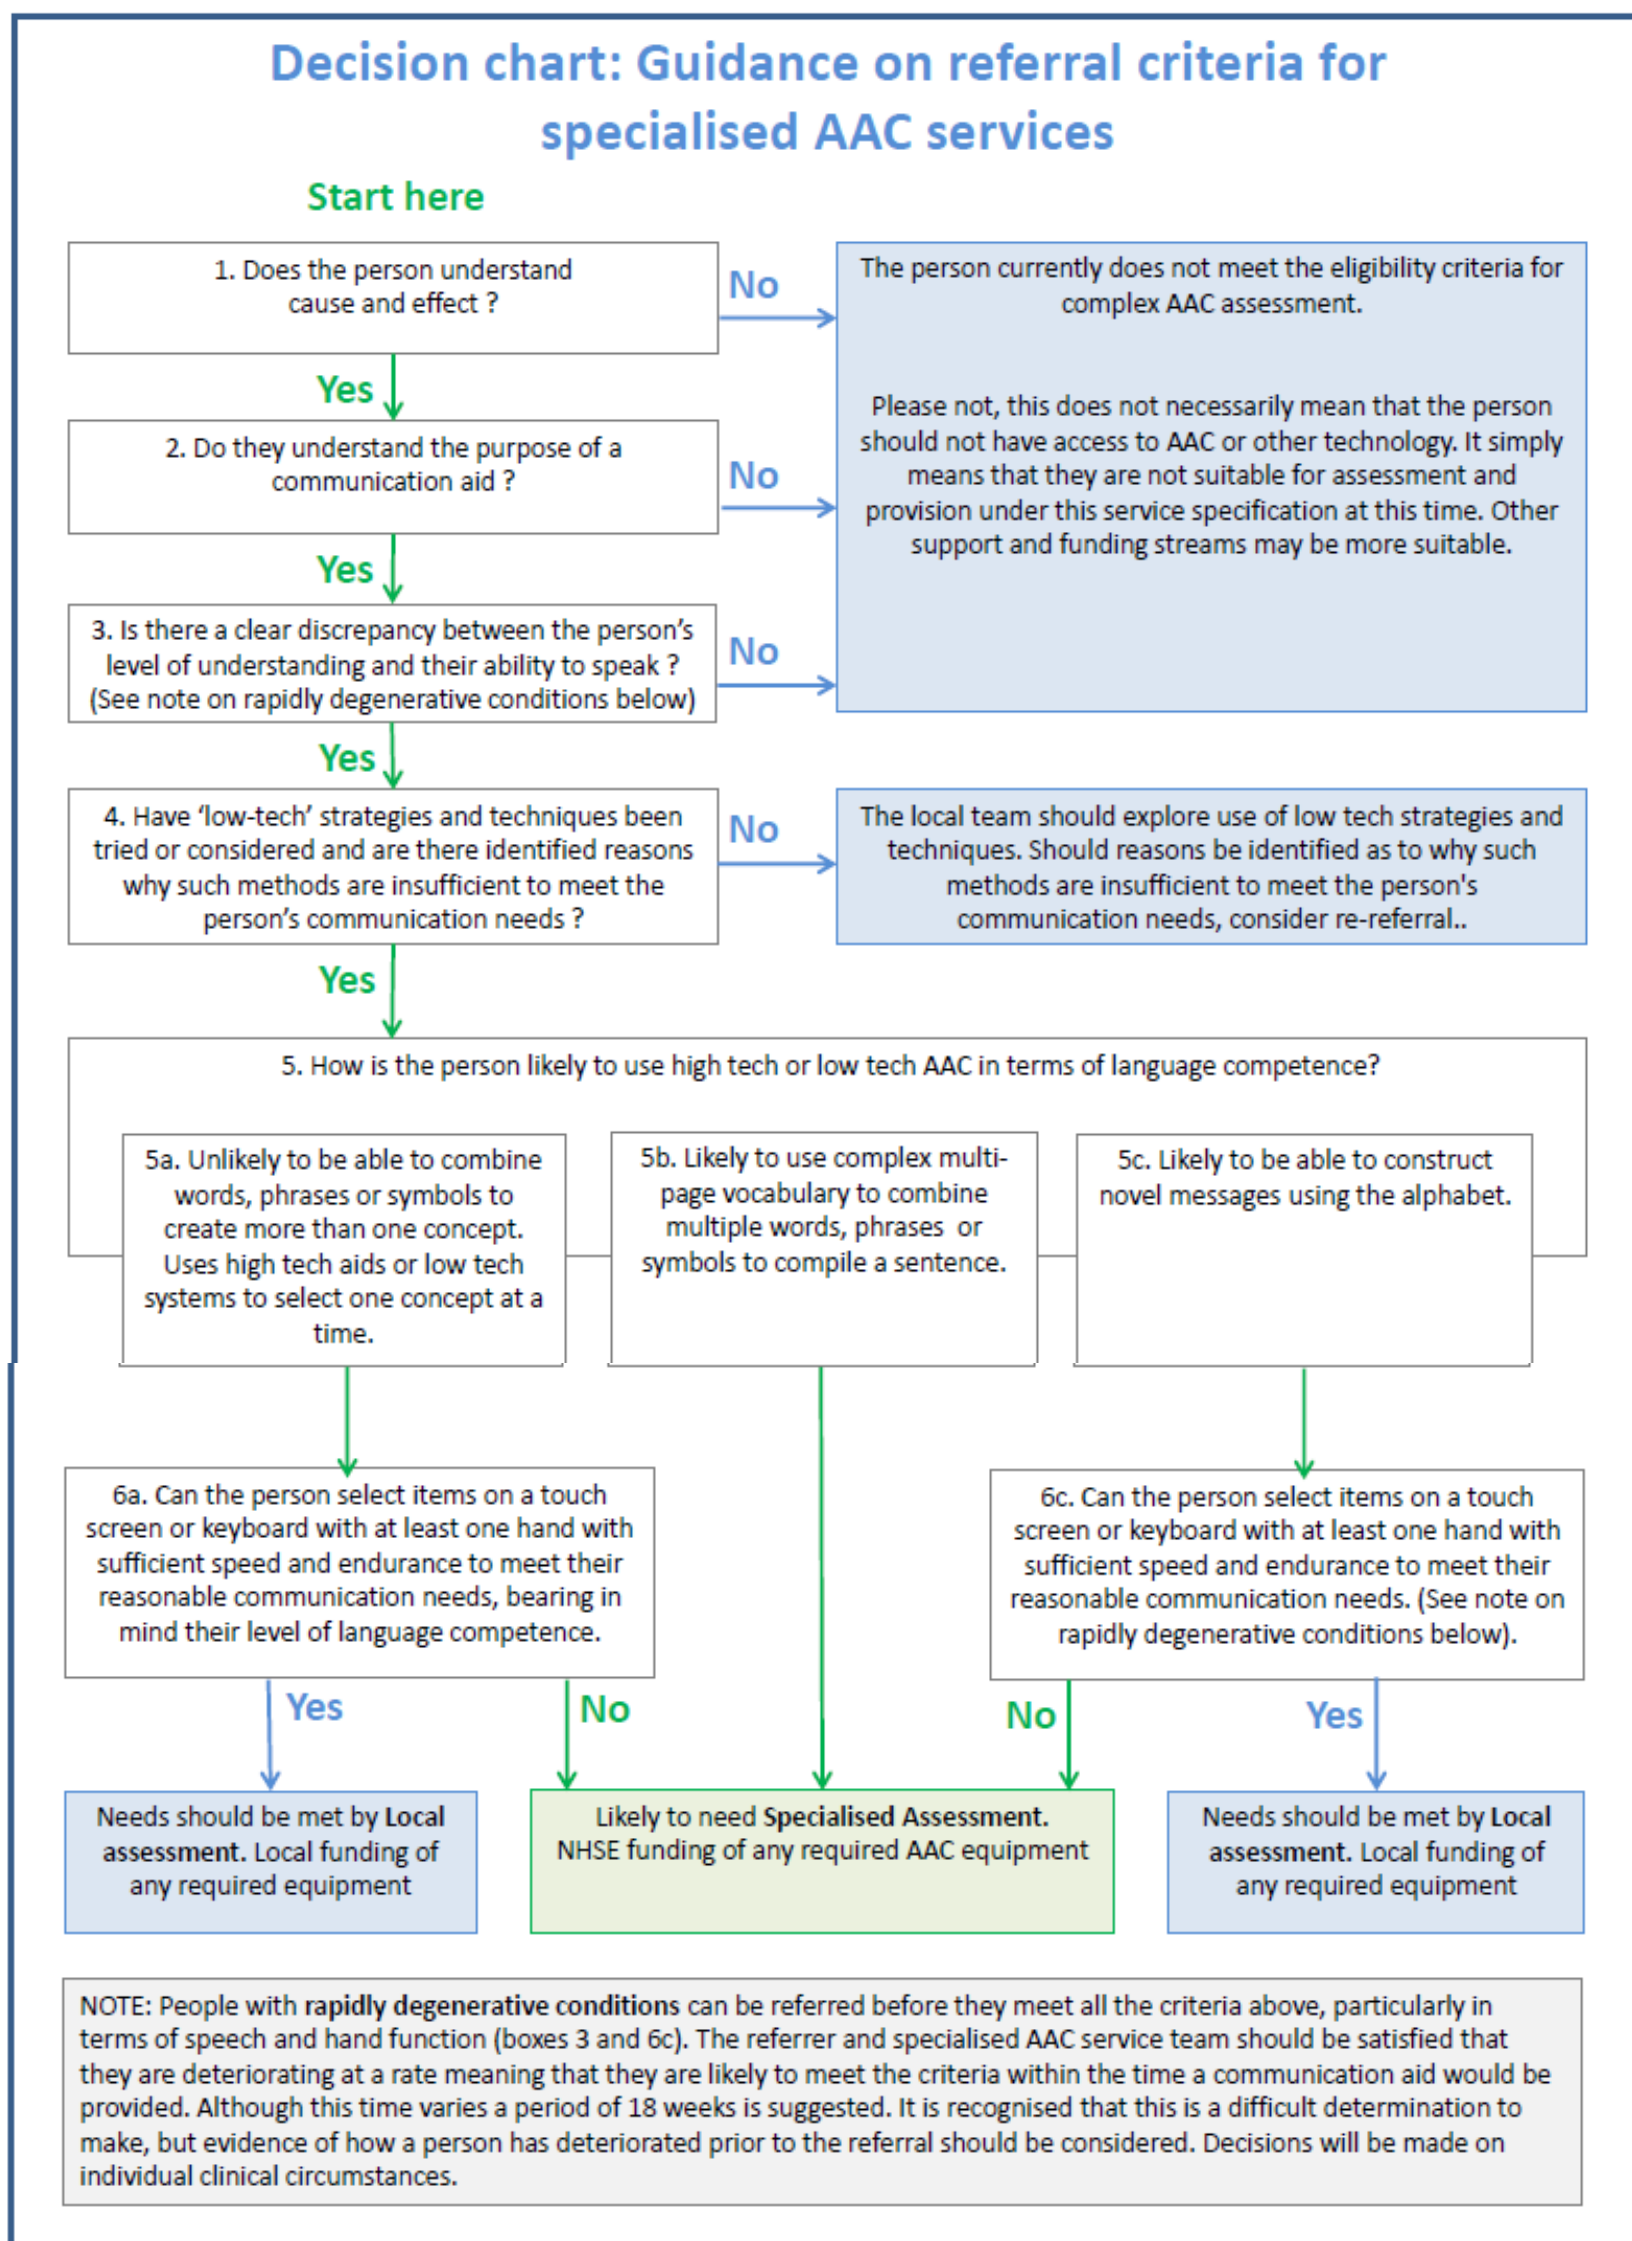 Decision chart: Guidance on referral criteria for
specialised AAC services
Start here
1. Does the person understand
cause and effect ?
No
The person currently does not meet the eligibility criteria for
complex AAC assessment.
Please not, this does not necessarily mean that the person
should not have access to AAC or other technology. It simply
means that they are not suitable for assessment and
provision under this service specification at this time. Other
support and funding streams may be more suitable.
Yes
2. Do they understand the purpose of a
communication aid ?
No
Yes
3. Is there a clear discrepancy between the person's
level of understanding and their ability to speak ?
(See note on rapidly degenerative conditions below)
No
Yes
4. Have 'low-tech' strategies and techniques been
tried or considered and are there identified reasons
why such methods are insufficient to meet the
person's communication needs ?
No
The local team should explore use of low tech strategies and
techniques. Should reasons be identified as to why such
methods are insufficient to meet the person's
communication needs, consider re-referral..
Yes
5. How is the person likely to use high tech or low tech AAC in terms of language competence?
5a. Unlikely to be able to combine
words, phrases or symbols to
create more than one concept.
Uses high tech aids or low tech
systems to select one concept at a
time.
5b. Likely to use complex multi-
page vocabulary to combine
multiple words, phrases or
symbols to compile a sentence.
5c. Likely to be able to construct
novel messages using the alphabet.
6a. Can the person select items on a touch
screen or keyboard with at least one hand with
sufficient speed and endurance to meet their
reasonable communication needs, bearing in
mind their level of language competence.
6c. Can the person select items on a touch
screen or keyboard with at least one hand with
sufficient speed and endurance to meet their
reasonable communication needs. (See note on
rapidly degenerative conditions below).
Yes
No
No
Yes
Needs should be met by Local
assessment. Local funding of
any required equipment
Likely to need Specialised Assessment.
NHSE funding of any required AAC equipment
Needs should be met by Local
assessment. Local funding of
any required equipment
NOTE: People with rapidly degenerative conditions can be referred before they meet all the criteria above, particularly in
terms of speech and hand function (boxes 3 and 6c). The referrer and specialised AAC service team should be satisfied that
they are deteriorating at a rate meaning that they are likely to meet the criteria within the time a communication aid would be
provided. Although this time varies a period of 18 weeks is suggested. It is recognised that this is a difficult determination to
make, but evidence of how a person has deteriorated prior to the referral should be considered. Decisions will be made on
individual clinical circumstances.